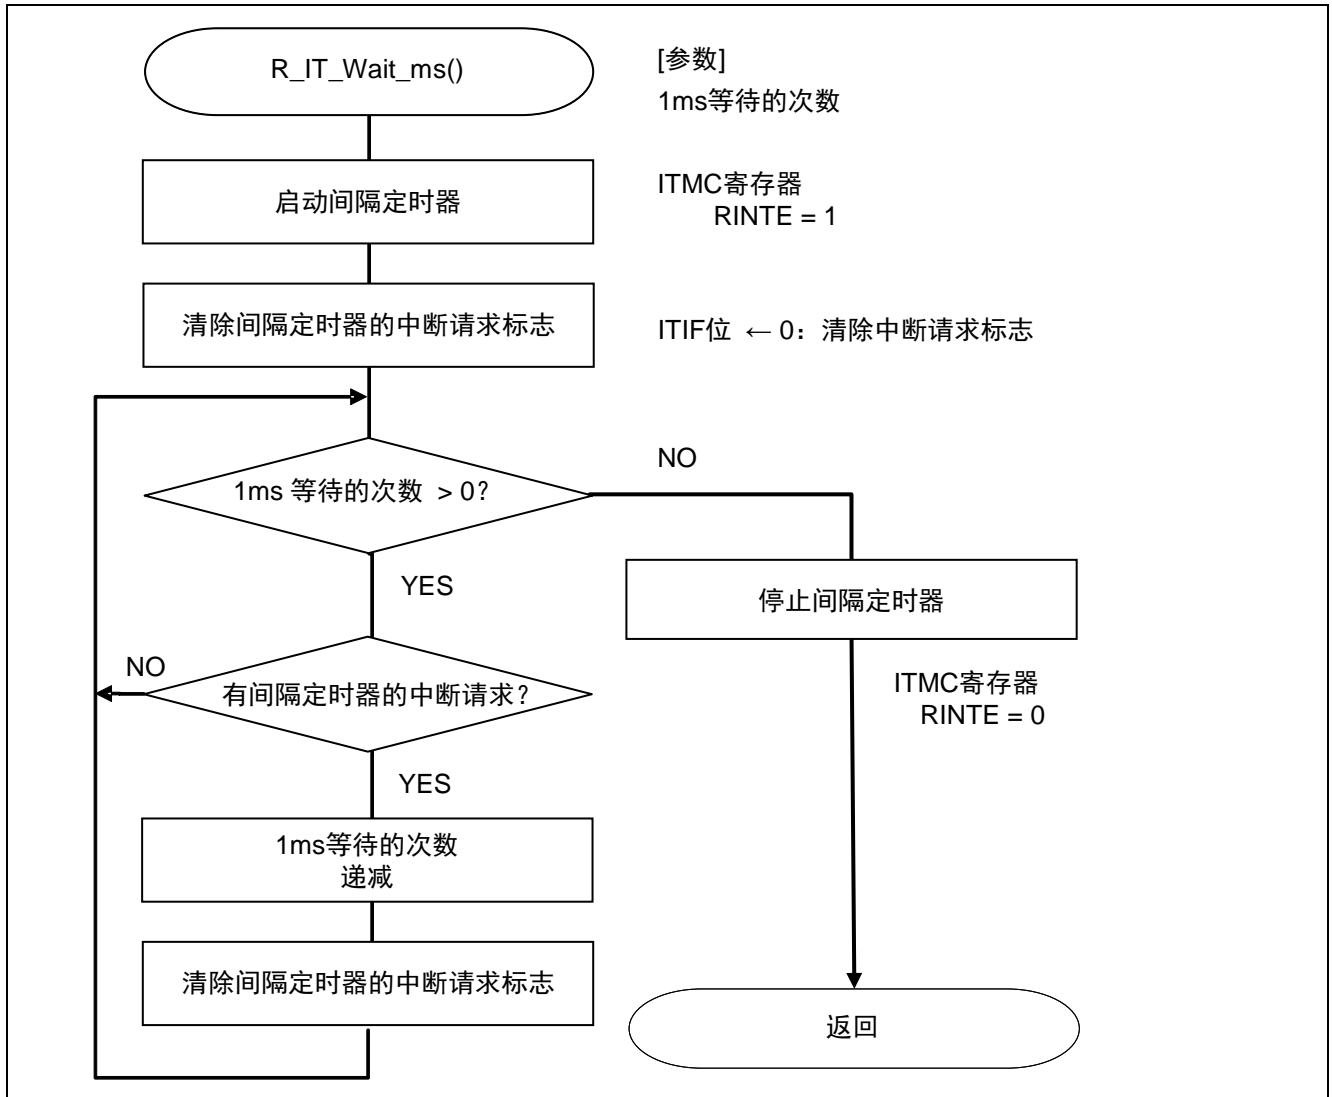 R_IT_Wait_ms()
[参数]
1ms等待的次数
启动间隔定时器
ITMC寄存器
RINTE = 1
清除间隔定时器的中断请求标志
ITIF位 ← 0：清除中断请求标志
1ms 等待的次数 > 0？
NO
YES
停止间隔定时器
NO
有间隔定时器的中断请求？
ITMC寄存器
RINTE = 0
YES
1ms等待的次数
递减
清除间隔定时器的中断请求标志
返回